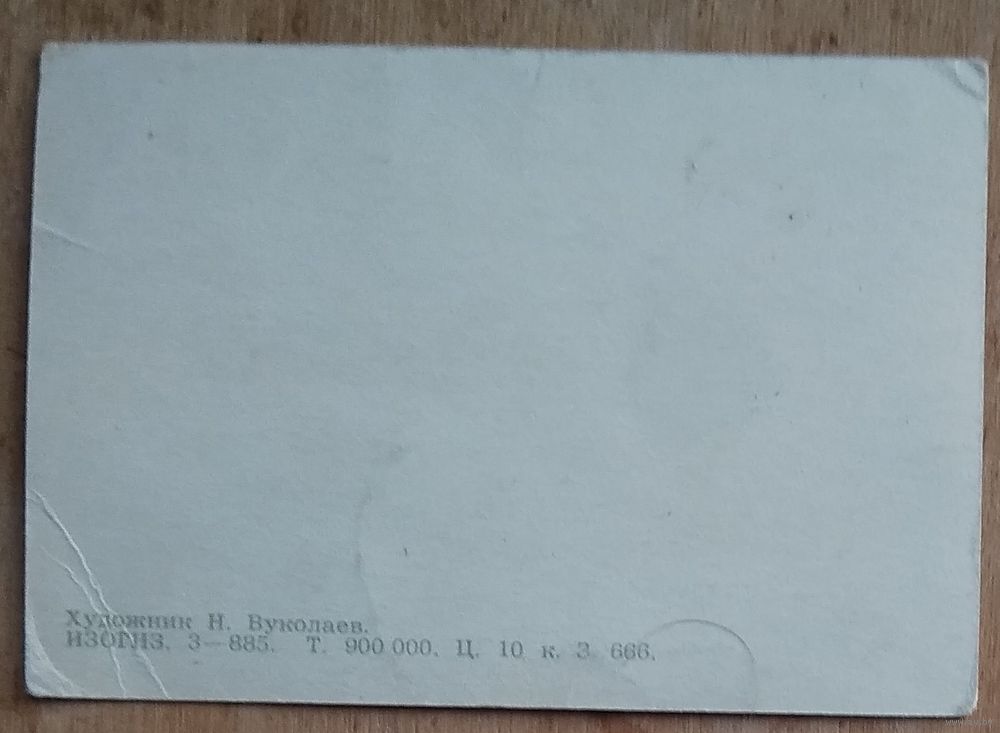 Художник Н. Вуколаев.
ИЗОГИЗ. 3—885. Т. 900 000. Ц. 10 к. З. 666.